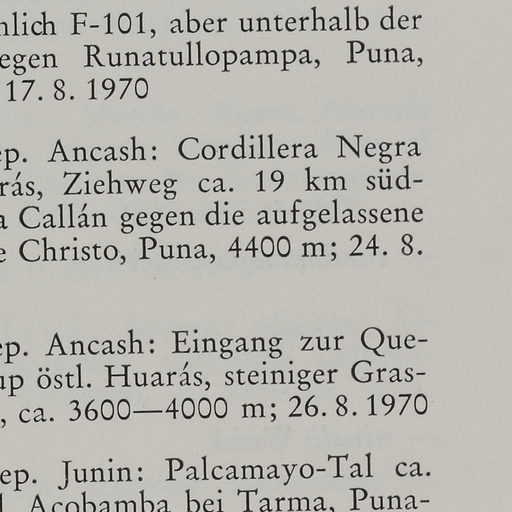 nlich F-101, aber unterhalb der
egen Runatullopampa, Puna,
17. 8. 1970
ep. Ancash: Cordillera Negra
rás, Ziehweg ca. 19 km süd-
a Callán gegen die aufgelassene
e Christo, Puna, 4400 m; 24. 8.
ep. Ancash: Eingang zur Que-
up östl. Huarás, steiniger Gras-
, ca. 3600—4000 m; 26. 8. 1970
ep. Junin: Palcamayo-Tal ca.
l. Acobamba bei Tarma, Puna-